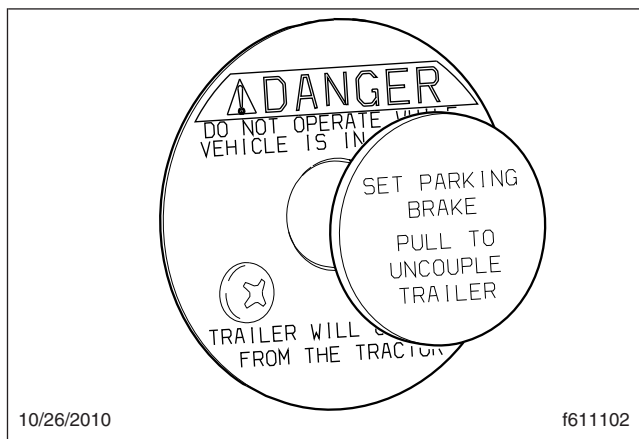 DANGER
DO NOT OPERATE
VEHICLE IS IN
SET PARKING
BRAKE
PULL TO
UNCOUPLE
TRAILER
TRAILER WILL
FROM THE TRACTOR
10/26/2010
f611102